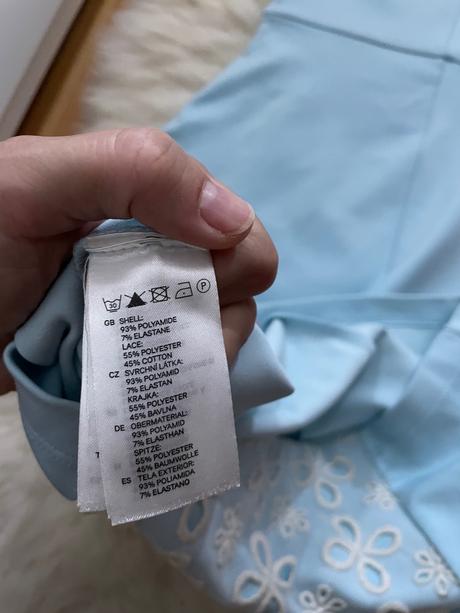 30 P
GB SHELL:
93% POLYAMIDE
7% ELASTANE
LACE:
55% POLYESTER
45% COTTON
CZ SVRCHNÍ LÁTKA:
93% POLYAMID
7% ELASTAN
KRAJKA:
55% POLYESTER
45% BAVLNA
DE OBERMATERIAL:
93% POLYAMID
7% ELASTHAN
SPITZE:
55% POLYESTER
45% BAUMWOLLE
ES TELA EXTERIOR:
93% POLIAMIDA
7% ELASTANO